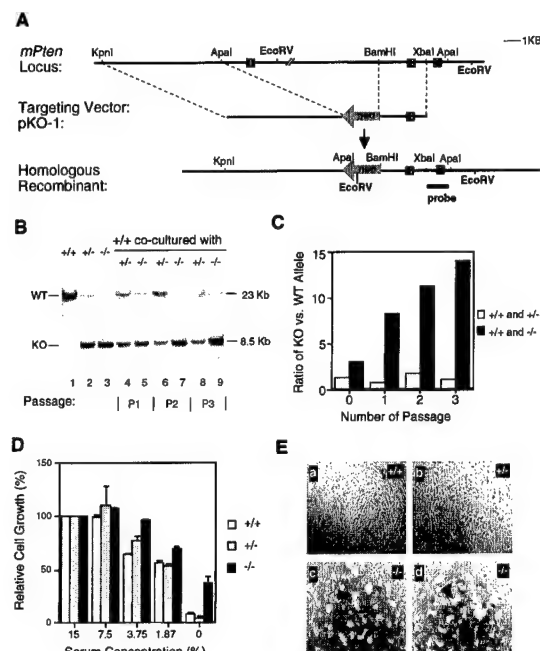 A
mPten
Locus:
KpnI ApaI EcoRV BamHI XbaI ApaI
EcoRV
1KB
Targeting Vector:
pKO-1:
Homologous
Recombinant:
KpnI ApaI BamHI XbaI ApaI
EcoRV EcoRV
probe
B
+/+ co-cultured with
+/+ +/- -/- +/- -/- +/- -/- +/- -/-
WT 23 Kb
KO 8.5 Kb
1 2 3 4 5 6 7 8 9
Passage: | P1 | P2 | P3 |
C
Ratio of KO vs. WT Allele
15
10
5
0
0 1 2 3
Number of Passage
+/+ and +/-
+/+ and -/-
D
Relative Cell Growth (%)
150
100
50
0
15 7.5 3.75 1.87 0
Serum Concentration (%)
+/+
+/-
-/-
E
a +/+
b +/-
c -/-
d -/-